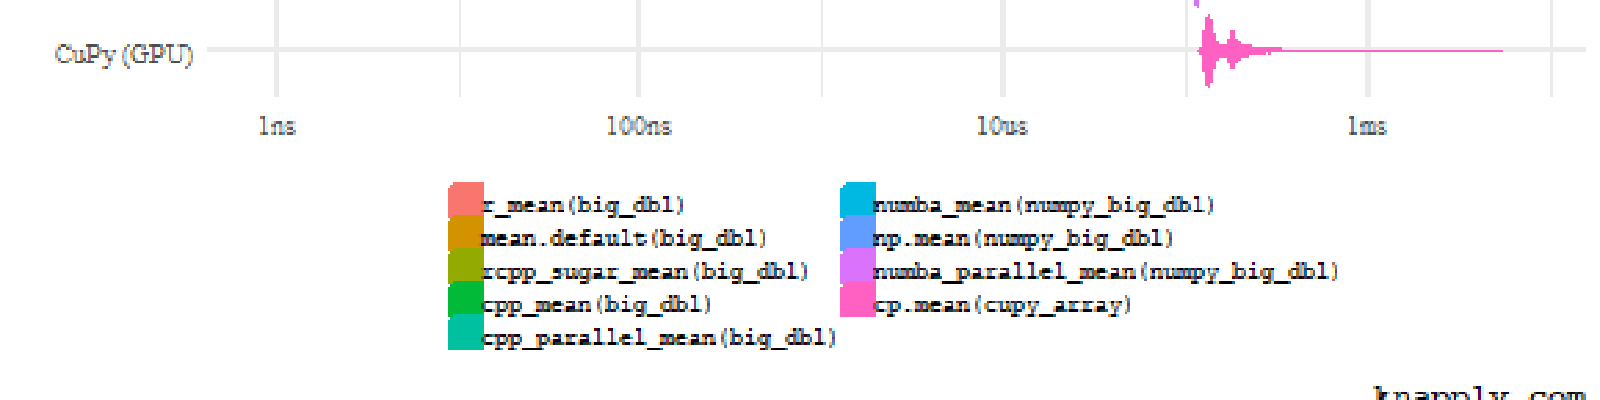 CuPy (GPU)
1ns 100ns 10us 1ms
r_mean(big_dbl)
mean.default(big_dbl)
rcpp_sugar_mean(big_dbl)
cpp_mean(big_dbl)
cpp_parallel_mean(big_dbl)
numba_mean(numpy_big_dbl)
np.mean(numpy_big_dbl)
numba_parallel_mean(numpy_big_dbl)
cp.mean(cupy_array)
knapply.com